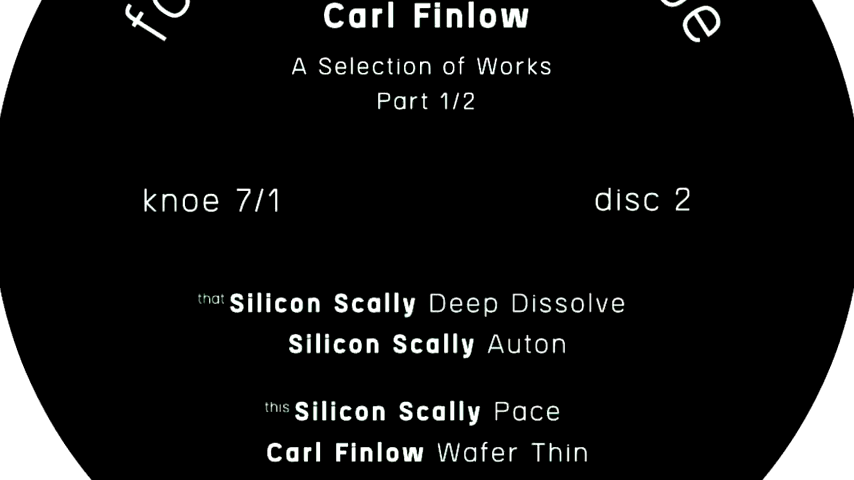 Carl Finlow
A Selection of Works
Part 1/2
knoe 7/1 disc 2
that Silicon Scally Deep Dissolve
Silicon Scally Auton
this Silicon Scally Pace
Carl Finlow Wafer Thin